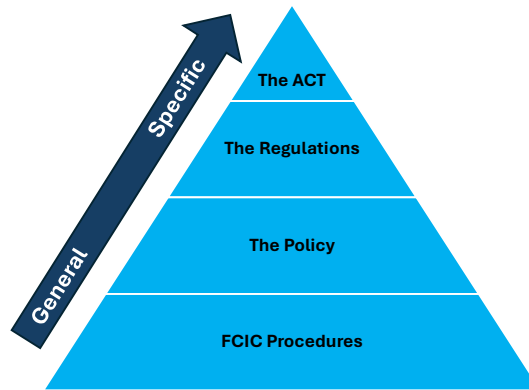 The ACT
Specific
The Regulations
The Policy
General
FCIC Procedures